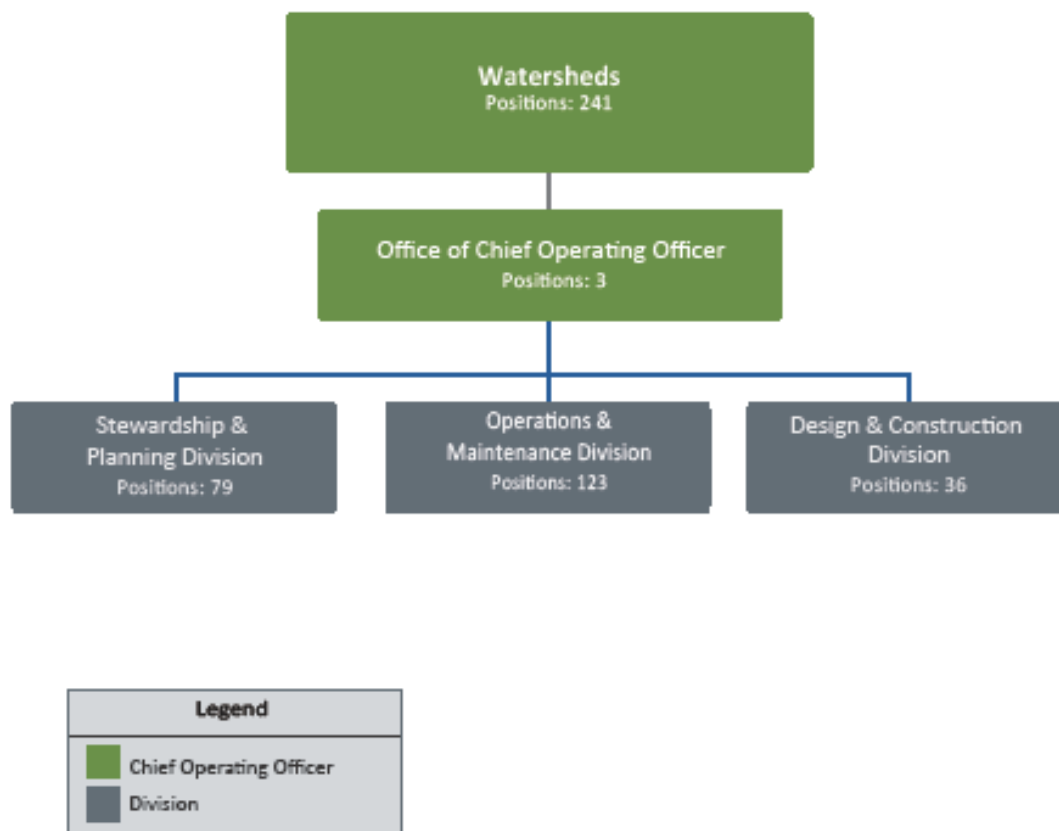 Watersheds
Positions: 241
Office of Chief Operating Officer
Positions: 3
Stewardship &
Planning Division
Positions: 79
Operations &
Maintenance Division
Positions: 123
Design & Construction
Division
Positions: 36
Legend
Chief Operating Officer
Division